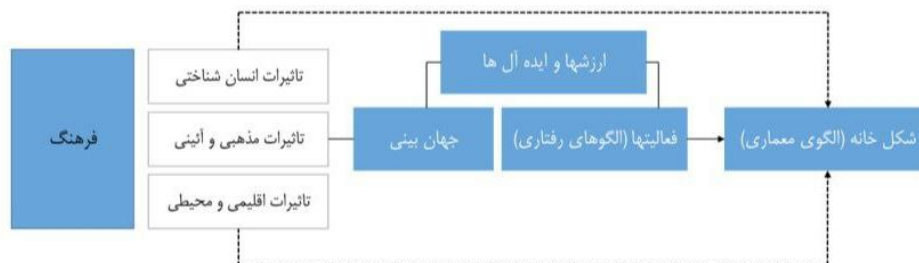 ارزشها و ایده آل ها
تاثیرات انسان شناختی
فرهنگ
تاثیرات مذهبی و آئینی
جهان بینی
فعالیتها (الگوهای رفتاری)
شکل خانه (الگوی معماری)
تاثیرات اقلیمی و محیطی